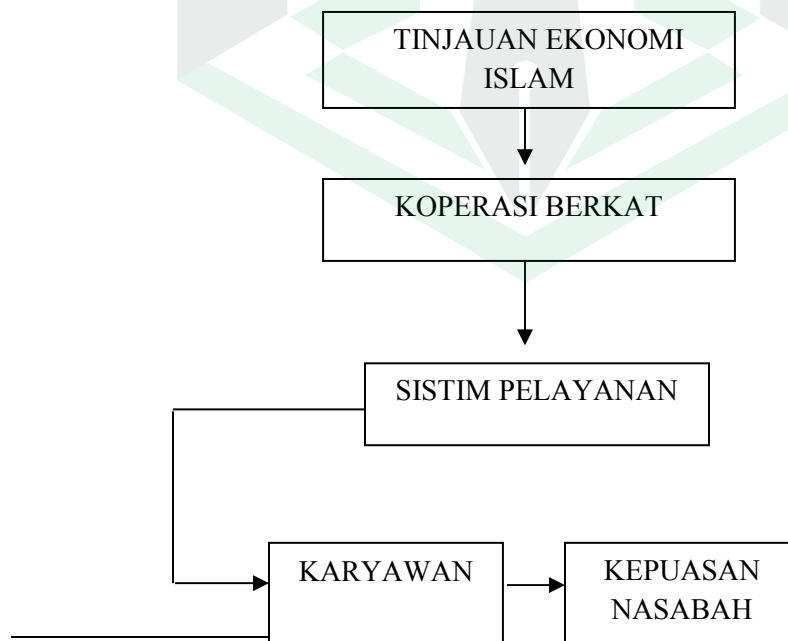 TINJAUAN EKONOMI
ISLAM
KOPERASI BERKAT
SISTIM PELAYANAN
KARYAWAN
KEPUASAN
NASABAH